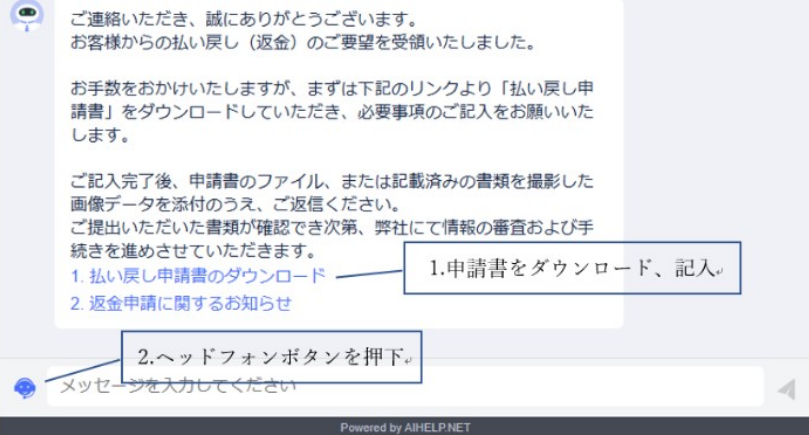 ご連絡いただき、誠にありがとうございます。
お客様からの払い戻し（返金）のご要望を受領いたしました。
お手数をおかけいたしますが、まずは下記のリンクより「払い戻し申
請書」をダウンロードしていただき、必要事項のご記入をお願いいた
します。
ご記入完了後、申請書のファイル、または記載済みの書類を撮影した
画像データを添付のうえ、ご返信ください。
ご提出いただいた書類が確認でき次第、弊社にて情報の審査および手
続きを進めさせていただきます。
1. 払い戻し申請書のダウンロード
1.申請書をダウンロード、記入
2. 返金申請に関するお知らせ
2.ヘッドフォンボタンを押下
メッセージを入力してください
Powered by AIHELP.NET